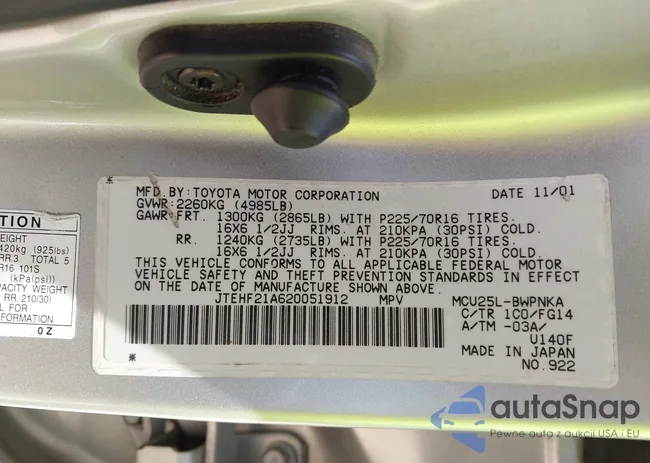 MFD. BY: TOYOTA MOTOR CORPORATION DATE 11/01
GVWR: 2260KG (4985LB)
GAWR: FRT. 1300KG (2865LB) WITH P225/70R16 TIRES.
16X6 1/2JJ RIMS. AT 210KPA (30PSI) COLD.
RR. 1240KG (2735LB) WITH P225/70R16 TIRES.
16X6 1/2JJ RIMS. AT 210KPA (30PSI) COLD.
THIS VEHICLE CONFORMS TO ALL APPLICABLE FEDERAL MOTOR
VEHICLE SAFETY AND THEFT PREVENTION STANDARDS IN EFFECT
ON THE DATE OF MANUFACTURE SHOWN ABOVE.
JTEHF21A620051912 MPV MCU25L-BWPNKA
C/TR 1C0/FG14
A/TM -03A/
U140F
MADE IN JAPAN
NO.922
TION
EIGHT
420kg (925lbs)
RR.3 TOTAL 5
R16 101S
(kPa(psi))
APACITY WEIGHT
RR. 210(30)
L FOR
FORMATION
0Z
autaSnap
Pewne auta z aukcji USA i EU